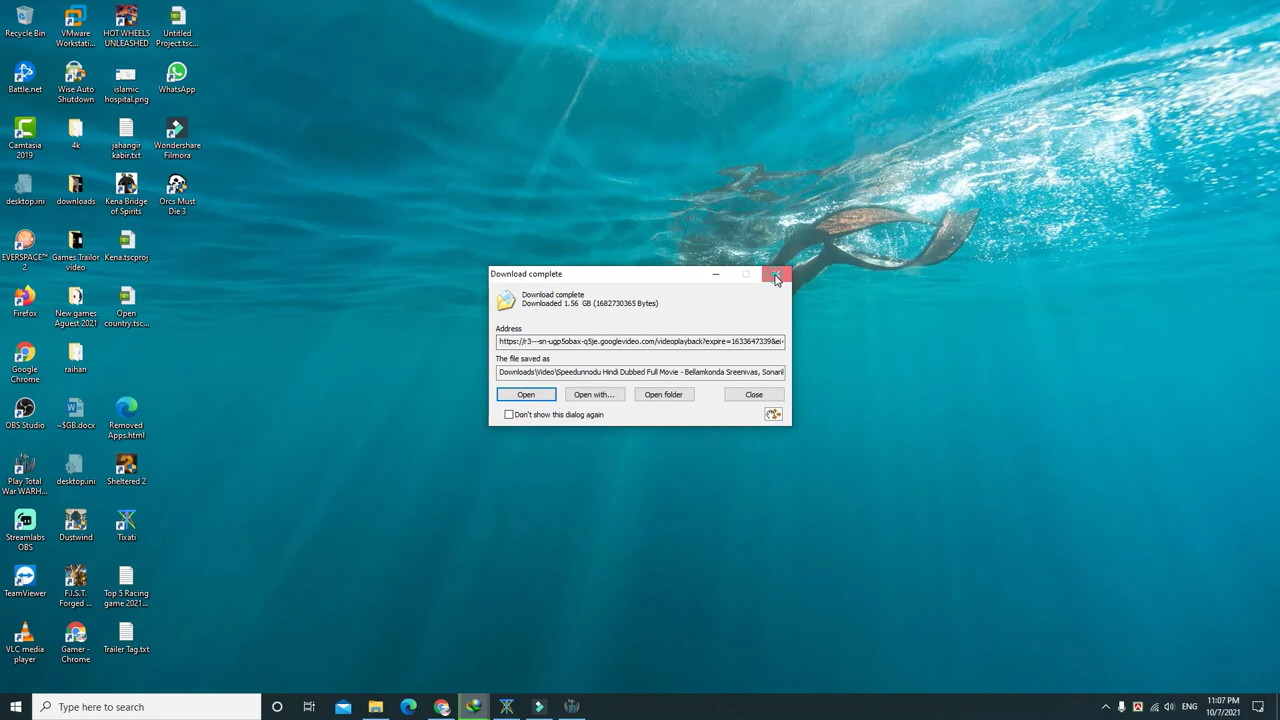 Recycle Bin
VMware
Workstati...
HOT WHEELS
UNLEASHED
Untitled
Project.tsc...
Battle.net
Wise Auto
Shutdown
islamic
hospital.png
WhatsApp
Camtasia
2019
4k
jahangir
kabir.txt
Wondershare
Filmora
desktop.ini
downloads
Kena Bridge
of Spirits
Orcs Must
Die 3
EVERSPACE™
2
Games Trailor
video
Kena.tscproj
Firefox
New games
Aguest 2021
Open
country.tsc...
Google
Chrome
raihan
OBS Studio
~$GB.docx
Removed
Apps.html
Play Total
War WARH...
desktop.ini
Sheltered 2
Streamlabs
OBS
Dustwind
Tixati
TeamViewer
F.I.S.T.
Forged ...
Top 5 Racing
game 2021...
VLC media
player
Gamer -
Chrome
Trailer Tag.txt
Download complete
Download complete
Downloaded 1.56 GB (1682730365 Bytes)
Address
https://r3---sn-ugp5obax-q5je.googlevideo.com/videoplayback?expire=1633647339&ei=
The file saved as
Downloads\Video\Speedunnodu Hindi Dubbed Full Movie - Bellamkonda Sreenivas, Sonaril
Open
Open with...
Open folder
Close
Don't show this dialog again
Type here to search
ENG
11:07 PM
10/7/2021